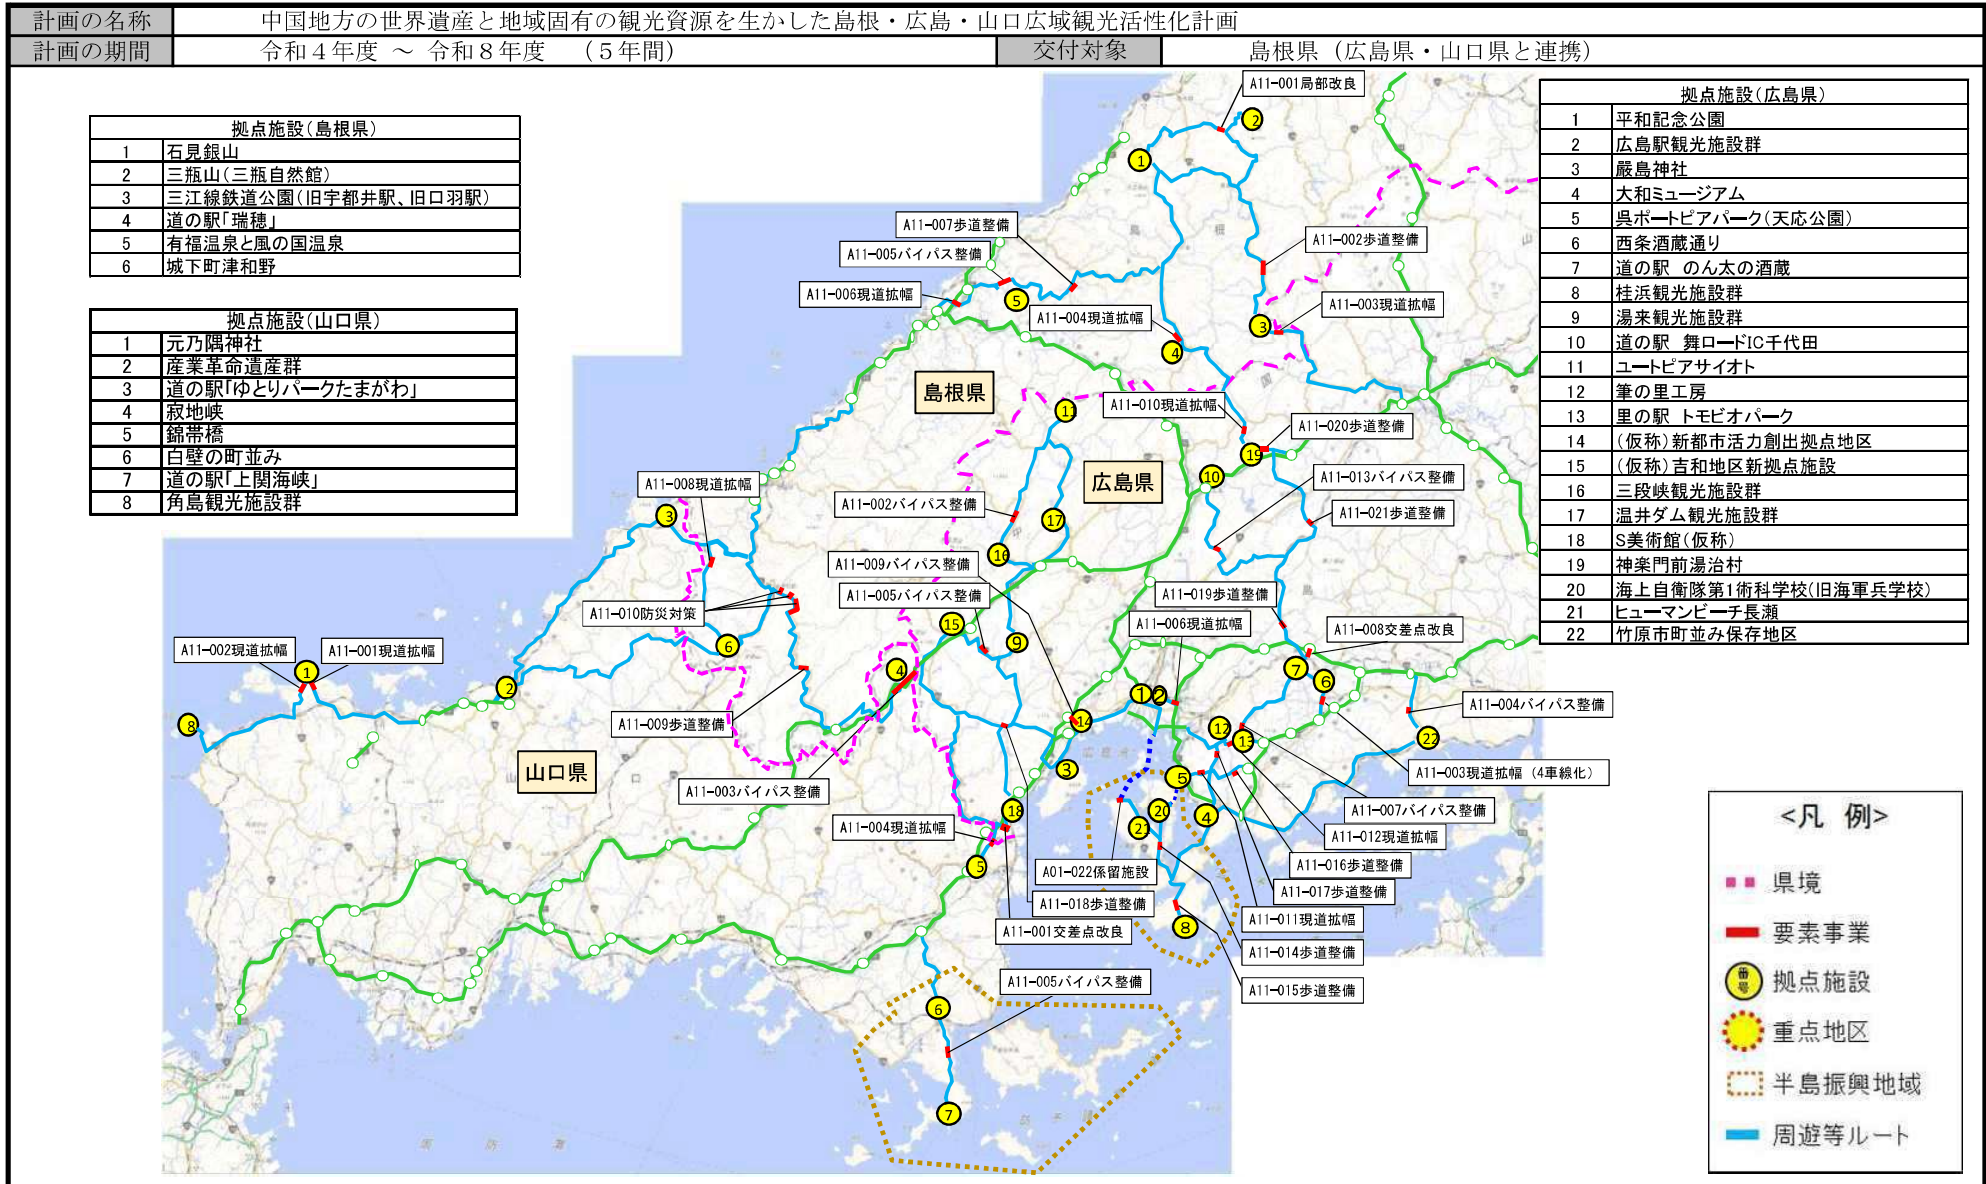 計画の名称 中国地方の世界遺産と地域固有の観光資源を生かした島根・広島・山口広域観光活性化計画
計画の期間 令和４年度 ～ 令和８年度 （５年間） 交付対象 島根県（広島県・山口県と連携）
拠点施設(島根県)
1 石見銀山
2 三瓶山(三瓶自然館)
3 三江線鉄道公園(旧宇都井駅、旧口羽駅)
4 道の駅「瑞穂」
5 有福温泉と風の国温泉
6 城下町津和野
拠点施設(山口県)
1 元乃隅神社
2 産業革命遺産群
3 道の駅「ゆとりパークたまがわ」
4 寂地峡
5 錦帯橋
6 白壁の町並み
7 道の駅「上関海峡」
8 角島観光施設群
拠点施設(広島県)
1 平和記念公園
2 広島駅観光施設群
3 厳島神社
4 大和ミュージアム
5 呉ポートピアパーク(天応公園)
6 西条酒蔵通り
7 道の駅 のん太の酒蔵
8 桂浜観光施設群
9 湯来観光施設群
10 道の駅 舞ロードIC千代田
11 ユートピアサイオト
12 筆の里工房
13 里の駅 トモビオパーク
14 (仮称)新都市活力創出拠点地区
15 (仮称)吉和地区新拠点施設
16 三段峡観光施設群
17 温井ダム観光施設群
18 S美術館(仮称)
19 神楽門前湯治村
20 海上自衛隊第1術科学校(旧海軍兵学校)
21 ヒューマンビーチ長瀬
22 竹原市町並み保存地区
A11-001局部改良
2
1
A11-007歩道整備
A11-002歩道整備
A11-005バイパス整備
A11-006現道拡幅
5
A11-003現道拡幅
A11-004現道拡幅
3
4
島根県
11
A11-010現道拡幅
A11-020歩道整備
19
広島県
10
A11-013バイパス整備
A11-008現道拡幅
A11-002バイパス整備
3
17
A11-021歩道整備
16
A11-009バイパス整備
A11-005バイパス整備
A11-019歩道整備
A11-010防災対策
A11-006現道拡幅
15
A11-008交差点改良
6
9
A11-002現道拡幅
A11-001現道拡幅
1
4
7
6
2
1
2
A11-004バイパス整備
8
A11-009歩道整備
14
12
13
22
山口県
3
5
A11-003現道拡幅（4車線化）
A11-003バイパス整備
A11-007バイパス整備
18
20
4
A11-004現道拡幅
21
A11-012現道拡幅
5
A01-022係留施設
A11-016歩道整備
A11-017歩道整備
A11-018歩道整備
A11-011現道拡幅
A11-001交差点改良
8
A11-014歩道整備
A11-005バイパス整備
A11-015歩道整備
6
7
<凡 例>
県境
要素事業
番号 拠点施設
重点地区
半島振興地域
周遊等ルート